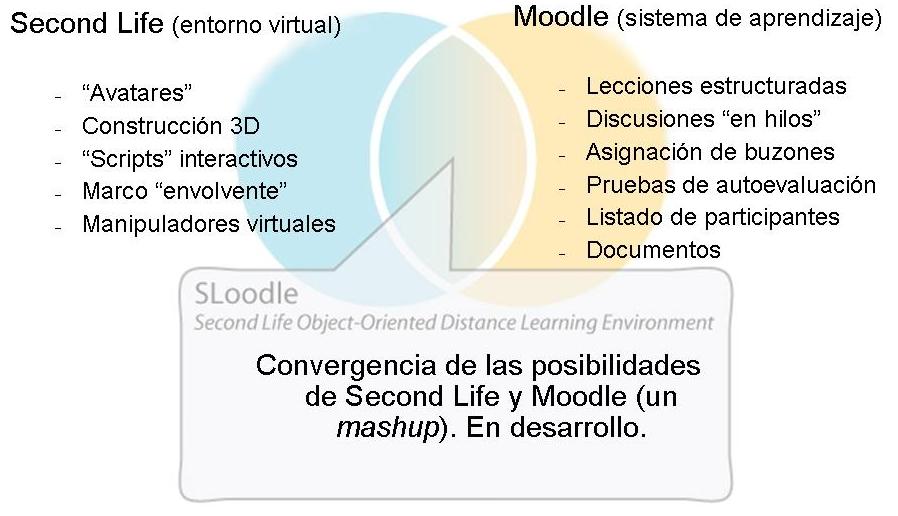 Second Life (entorno virtual)
- “Avatares”
- Construcción 3D
- “Scripts” interactivos
- Marco “envolvente”
- Manipuladores virtuales
Moodle (sistema de aprendizaje)
- Lecciones estructuradas
- Discusiones “en hilos”
- Asignación de buzones
- Pruebas de autoevaluación
- Listado de participantes
- Documentos
SLoodle
Second Life Object-Oriented Distance Learning Environment
Convergencia de las posibilidades
de Second Life y Moodle (un
mashup). En desarrollo.